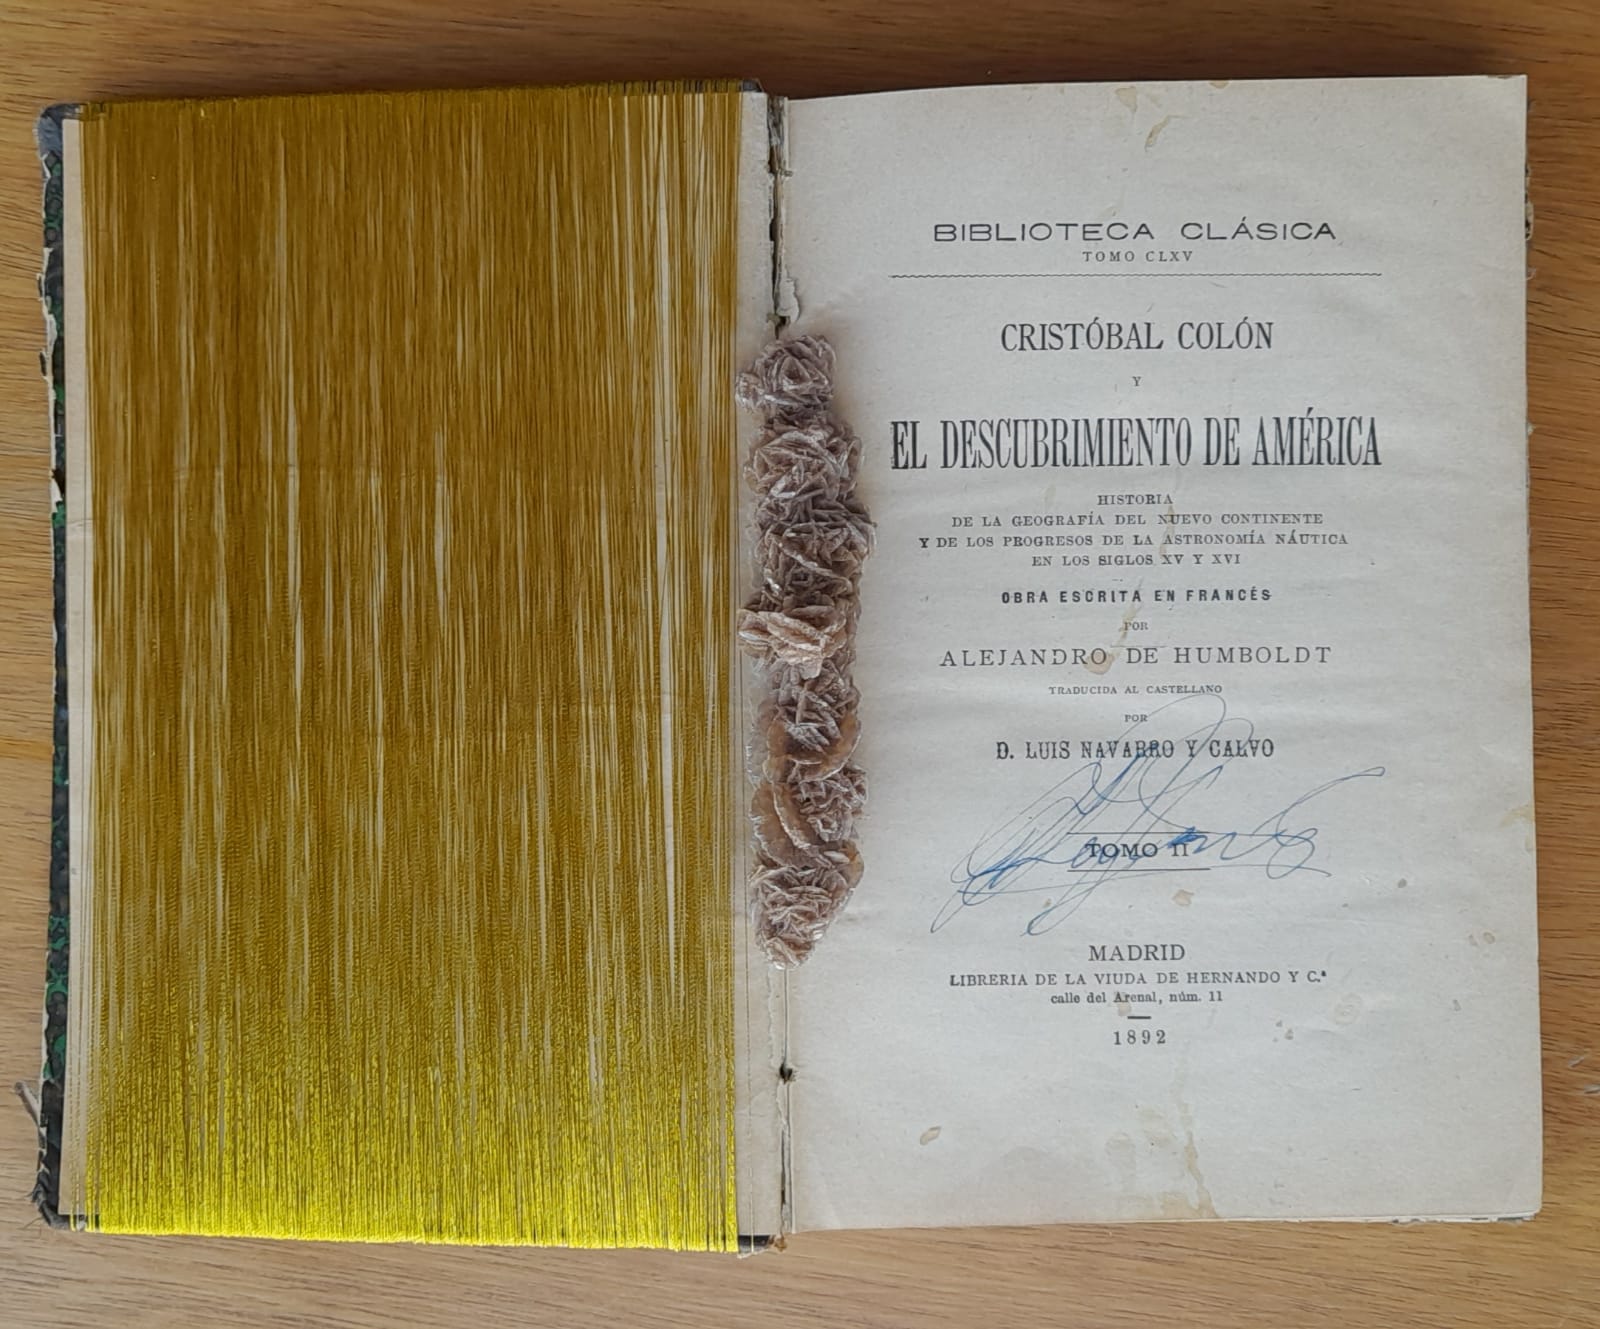 BIBLIOTECA CLÁSICA
TOMO CLXV
CRISTÓBAL COLÓN
Y
EL DESCUBRIMIENTO DE AMÉRICA
HISTORIA
DE LA GEOGRAFÍA DEL NUEVO CONTINENTE
Y DE LOS PROGRESOS DE LA ASTRONOMÍA NÁUTICA
EN LOS SIGLOS XV Y XVI
OBRA ESCRITA EN FRANCÉS
POR
ALEJANDRO DE HUMBOLDT
TRADUCIDA AL CASTELLANO
POR
D. LUIS NAVARRO Y CALVO
TOMO II
MADRID
LIBRERIA DE LA VIUDA DE HERNANDO Y C.ª
calle del Arenal, núm. 11
1892